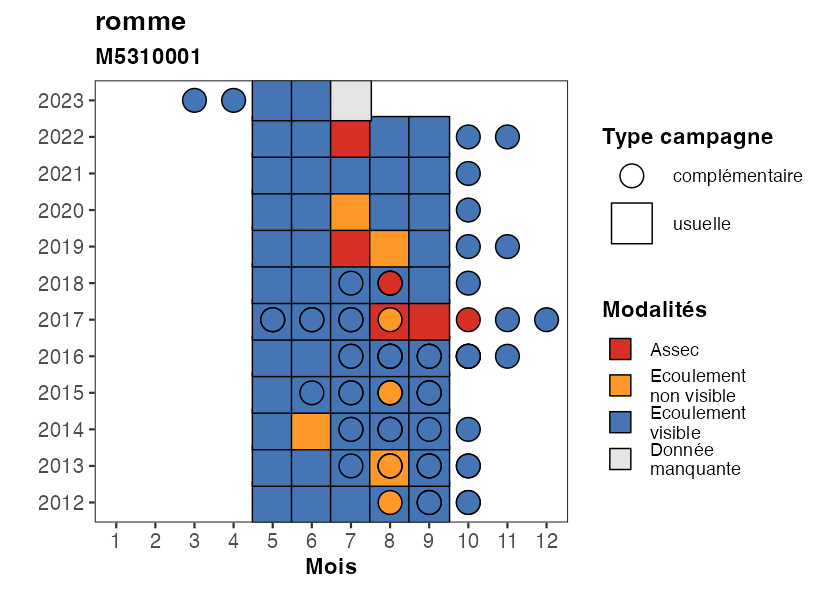 romme
M5310001
2023
2022
2021
2020
2019
2018
2017
2016
2015
2014
2013
2012
1 2 3 4 5 6 7 8 9 10 11 12
Mois
Type campagne
complémentaire
usuelle
Modalités
Assec
Ecoulement
non visible
Ecoulement
visible
Donnée
manquante